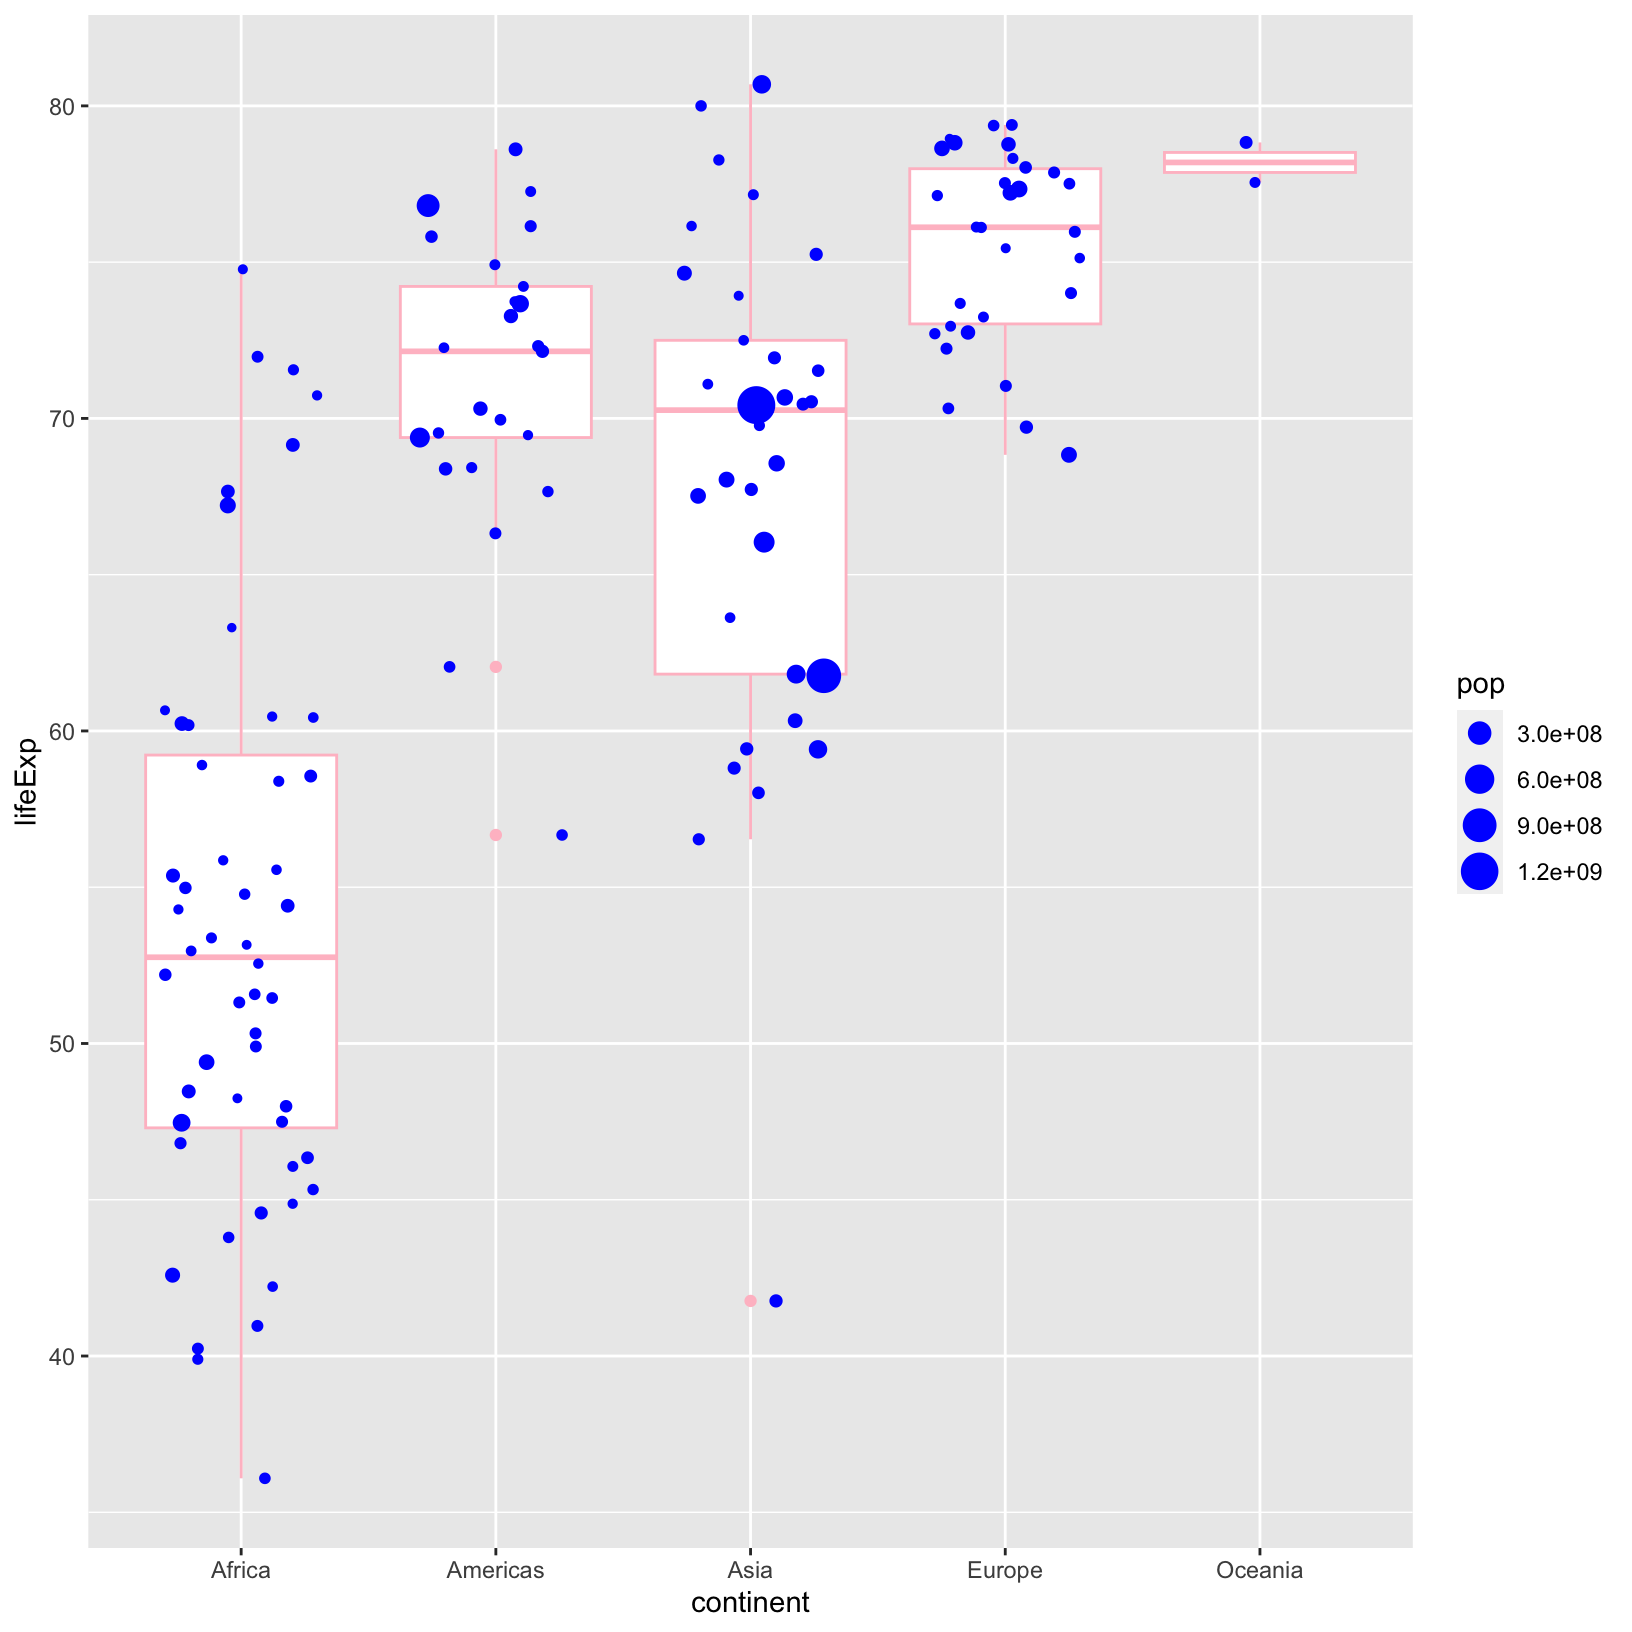 80
70
60
50
40
lifeExp
Africa
Americas
Asia
Europe
Oceania
continent
pop
3.0e+08
6.0e+08
9.0e+08
1.2e+09